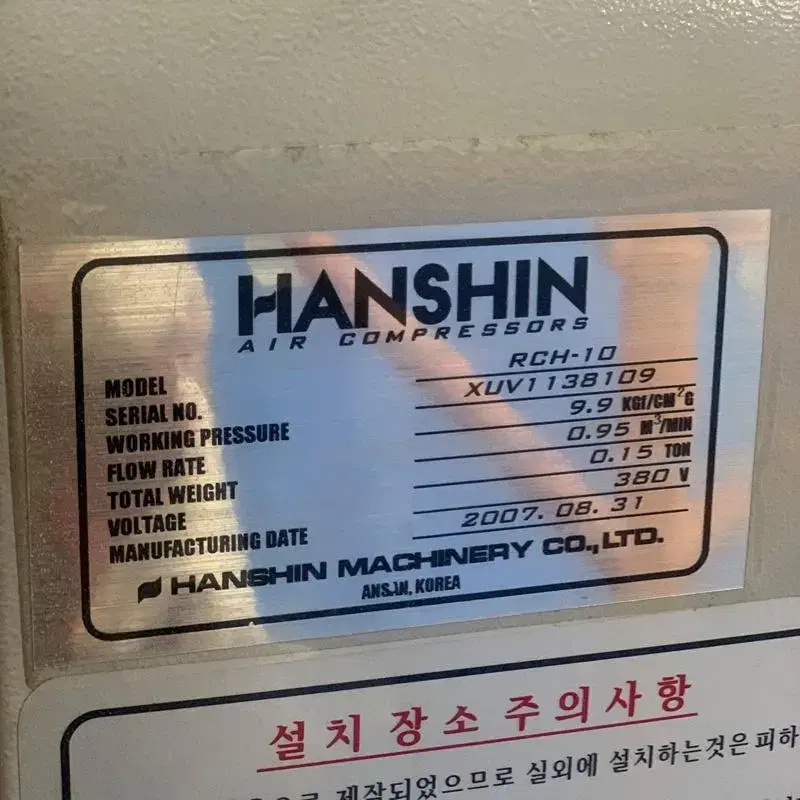 HANSHIN
AIR COMPRESSORS
MODEL RCH-10
SERIAL NO. XUV1138109
WORKING PRESSURE 9.9 KGf/CM²G
FLOW RATE 0.95 M³/MIN
TOTAL WEIGHT 0.15 TON
VOLTAGE 380 V
MANUFACTURING DATE 2007. 08. 31
HANSHIN MACHINERY CO.,LTD.
ANSAN, KOREA
설치장소주의사항
제작되었으므로 실외에 설치하는것은피하